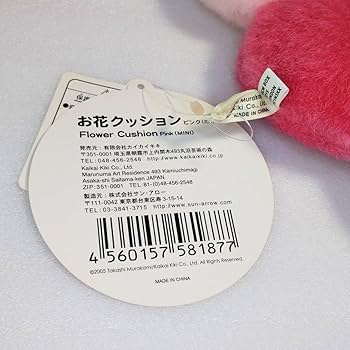 お花クッション ピンク(ミニ
Flower Cushion Pink (MINI)
発売元:有限会社カイカイキキ
〒351-0001 埼玉県朝霞市上内間木493丸沼芸術の森
TEL:048-456-2548 www.kaikaikiki.co.jp
Kaikai Kiki Co., Ltd.
Marunuma Art Residence 493 Kamiuchimagi
Asaka-shi Saitama-ken JAPAN
ZIP:351-0001 TEL:(81)-48-456-2548
製造元:株式会社サン・アロー
〒111-0042 東京都台東区寿3-15-14
TEL:03-3841-3715 www.sun-arrow.com
4 560157 581877
©2005 Takashi Murakami/Kaikai Kiki Co., Ltd. All Rights Reserved.
MADE IN CHINA
Murakami
Kiki Co., Ltd.
MADE IN CHINA